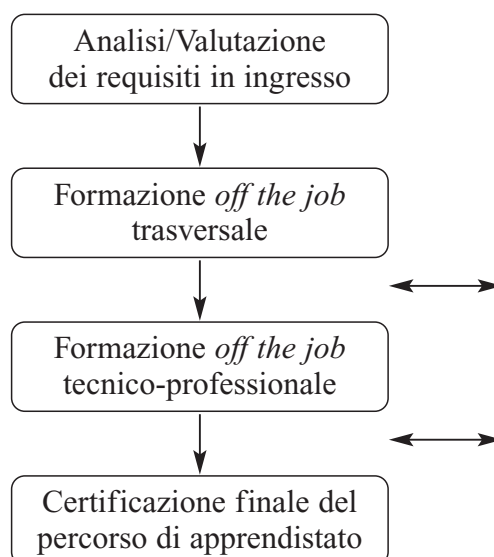 Analisi/Valutazione
dei requisiti in ingresso
Formazione off the job
trasversale
Formazione off the job
tecnico-professionale
Certificazione finale del
percorso di apprendistato